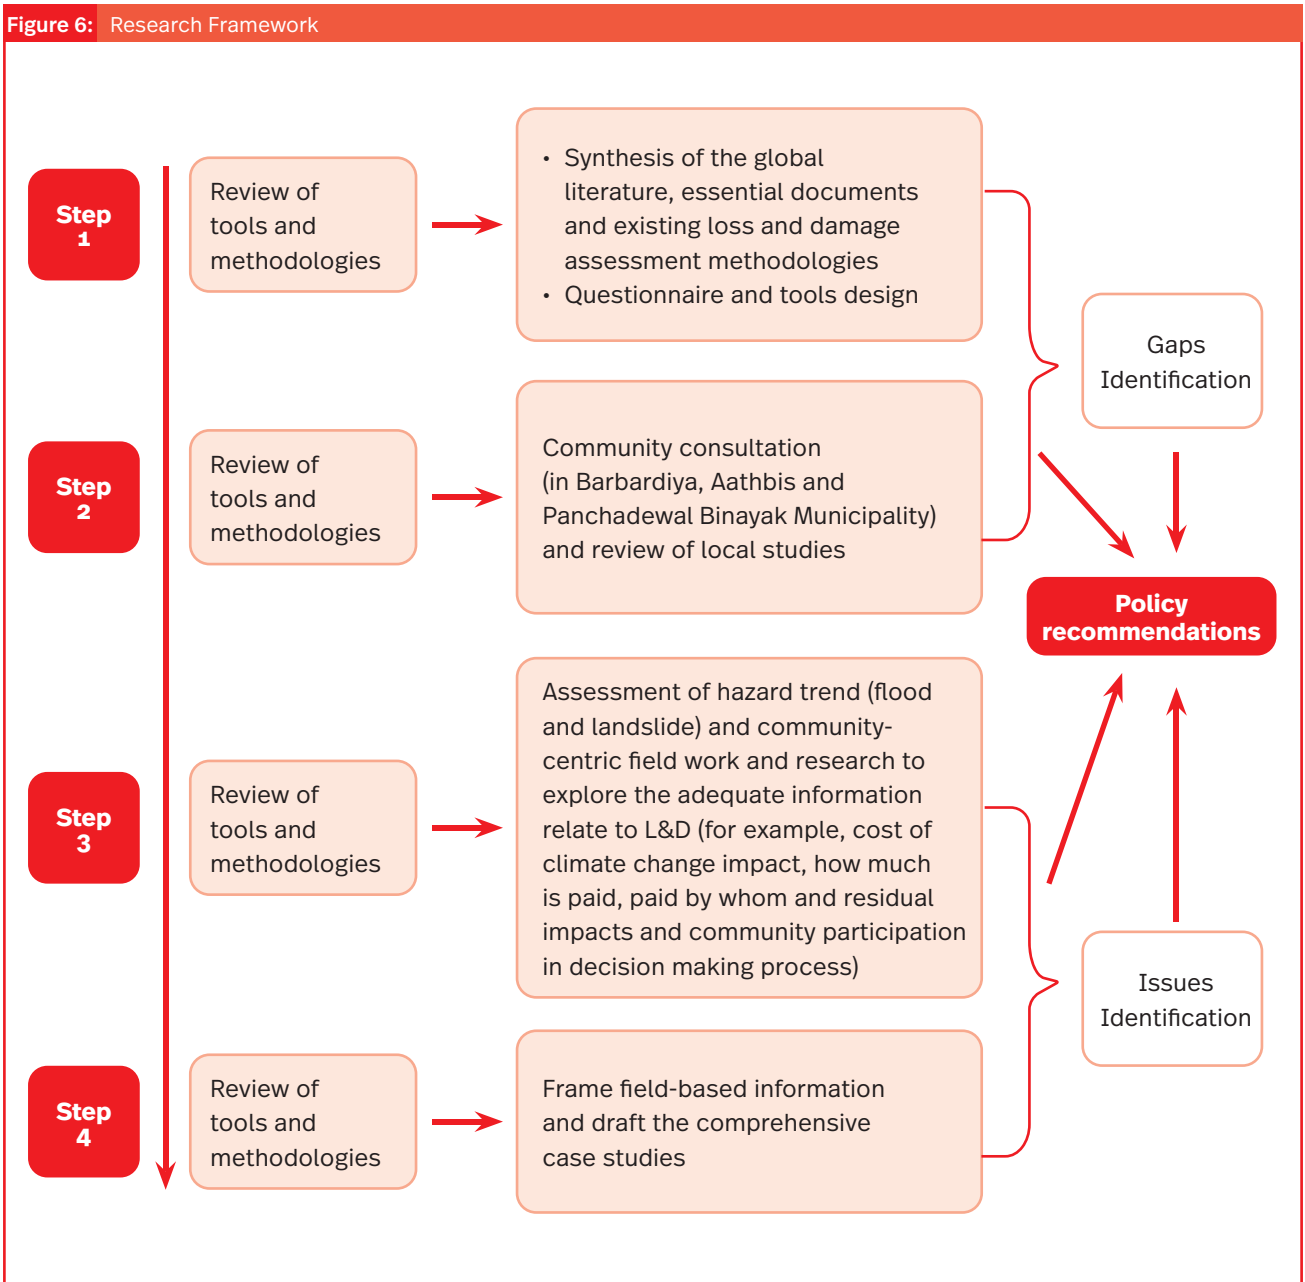 Figure 6: Research Framework
Step
1
Review of
tools and
methodologies
• Synthesis of the global
literature, essential documents
and existing loss and damage
assessment methodologies
• Questionnaire and tools design
Gaps
Identification
Step
2
Review of
tools and
methodologies
Community consultation
(in Barbardiya, Aathbis and
Panchadewal Binayak Municipality)
and review of local studies
Policy
recommendations
Step
3
Review of
tools and
methodologies
Assessment of hazard trend (flood
and landslide) and community-
centric field work and research to
explore the adequate information
relate to L&D (for example, cost of
climate change impact, how much
is paid, paid by whom and residual
impacts and community participation
in decision making process)
Issues
Identification
Step
4
Review of
tools and
methodologies
Frame field-based information
and draft the comprehensive
case studies